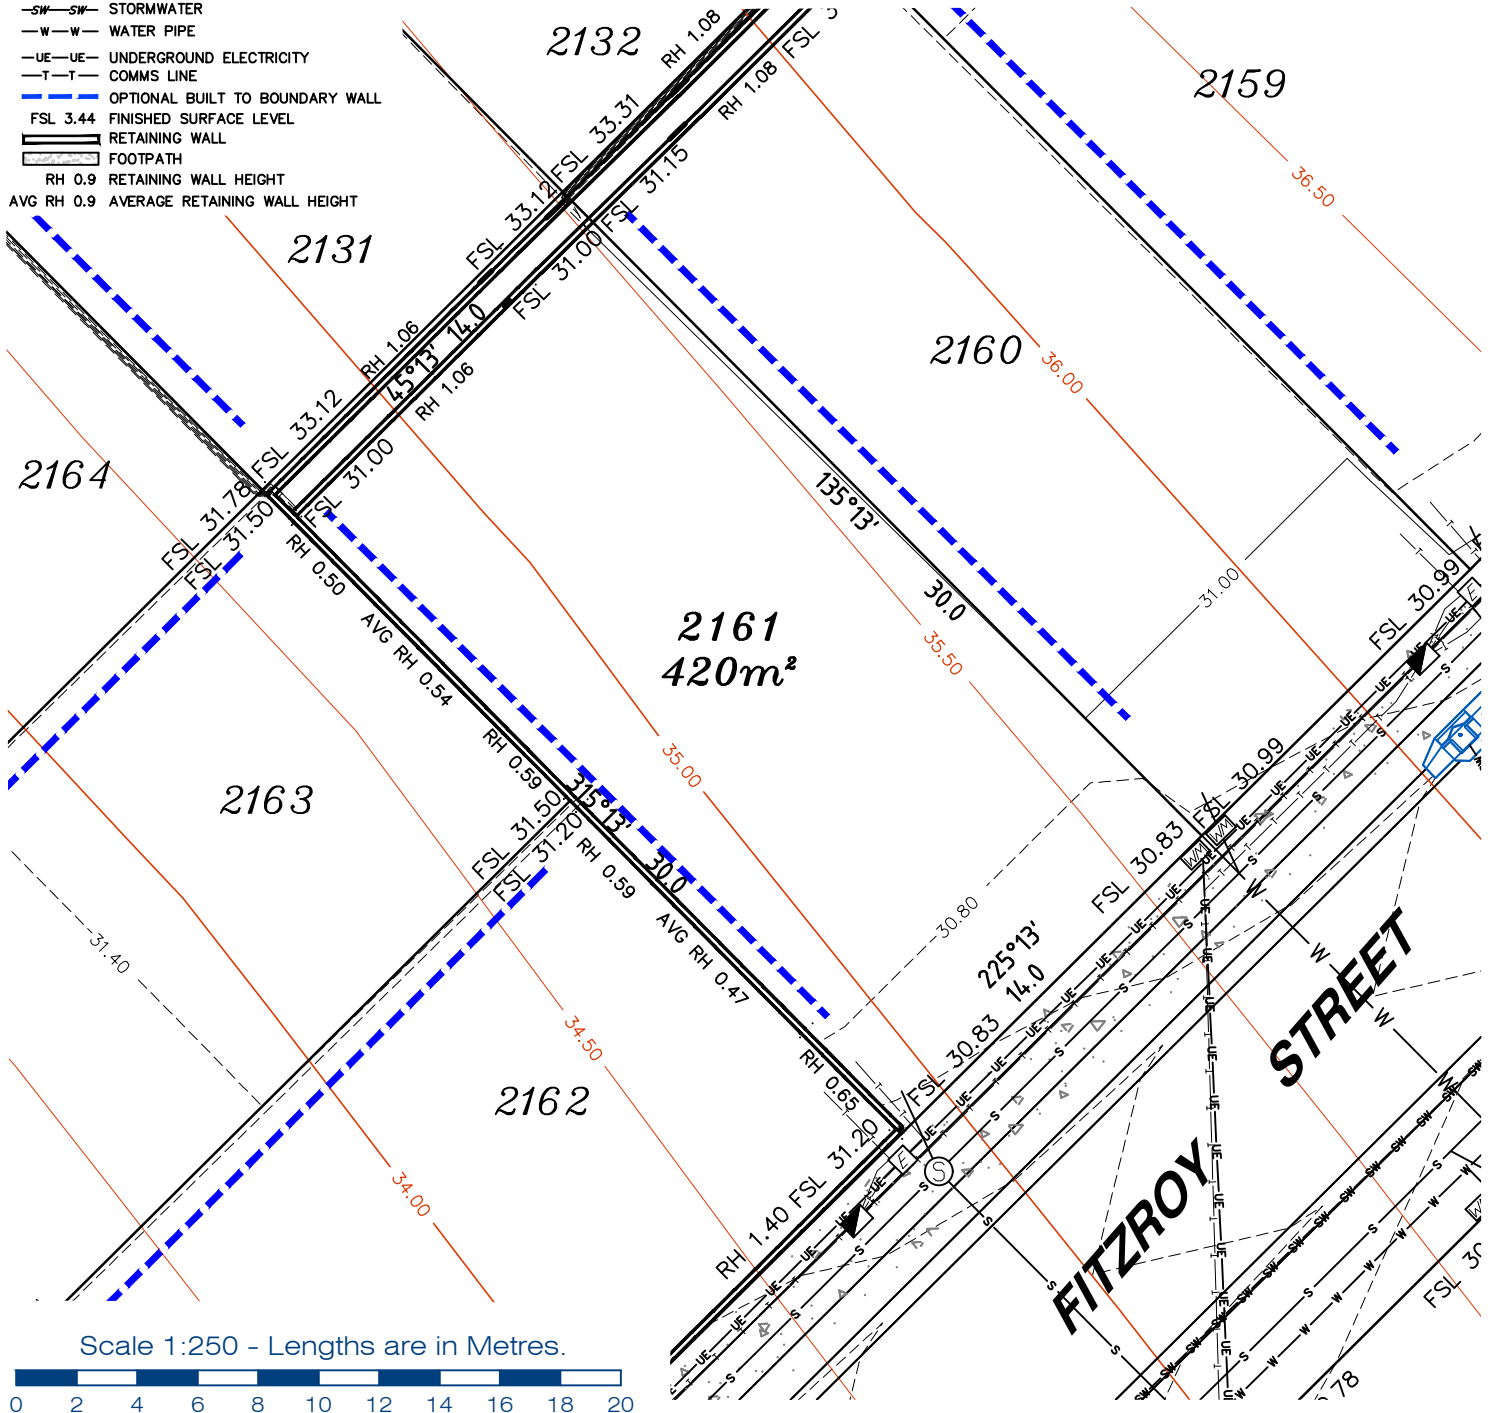 SW SW STORMWATER
W W WATER PIPE
UE UE UNDERGROUND ELECTRICITY
T T COMMS LINE
OPTIONAL BUILT TO BOUNDARY WALL
FSL 3.44 FINISHED SURFACE LEVEL
RETAINING WALL
FOOTPATH
RH 0.9 RETAINING WALL HEIGHT
AVG RH 0.9 AVERAGE RETAINING WALL HEIGHT
2132
RH 1.08
RH 1.08
FSL
2159
36.50
FSL 33.31
FSL 31.15
FSL 33.12
FSL 31.00
2131
RH 1.06
45°13' 14.0
RH 1.06
2160
36.00
FSL 33.12
FSL 31.00
2164
FSL 31.78
FSL 31.50
135°13'
30.0
RH 0.50
AVG RH 0.54
2161
420m²
35.50
31.00
FSL 30.99
35.00
RH 0.59
315°13'
30.0
2163
FSL 31.50
FSL 31.20
RH 0.59
AVG RH 0.47
FSL 30.99
FSL 30.83
WM
WM
30.80
31.40
225°13'
14.0
34.50
FSL 30.83
RH 0.65
2162
FSL 31.20
RH 1.40
34.00
E
E
S
FITZROY STREET
FSL 30
78
Scale 1:250 - Lengths are in Metres.
0 2 4 6 8 10 12 14 16 18 20